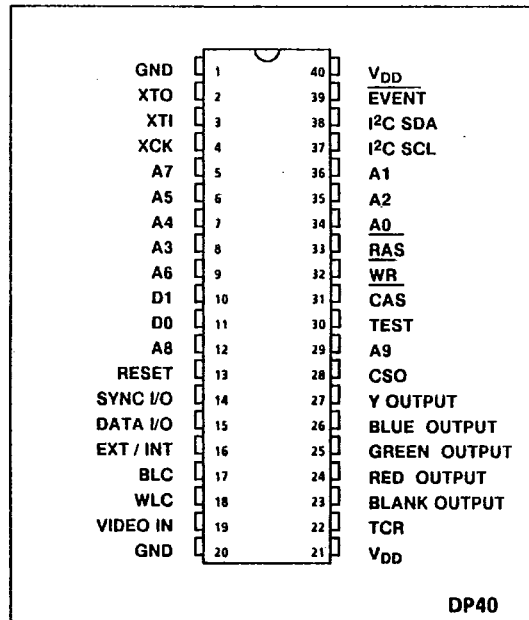 GND 1 40 VDD
XTO 2 39 EVENT
XTI 3 38 I²C SDA
XCK 4 37 I²C SCL
A7 5 36 A1
A5 6 35 A2
A4 7 34 A0
A3 8 33 RAS
A6 9 32 WR
D1 10 31 CAS
D0 11 30 TEST
A8 12 29 A9
RESET 13 28 CSO
SYNC I/O 14 27 Y OUTPUT
DATA I/O 15 26 BLUE OUTPUT
EXT / INT 16 25 GREEN OUTPUT
BLC 17 24 RED OUTPUT
WLC 18 23 BLANK OUTPUT
VIDEO IN 19 22 TCR
GND 20 21 VDD
DP40